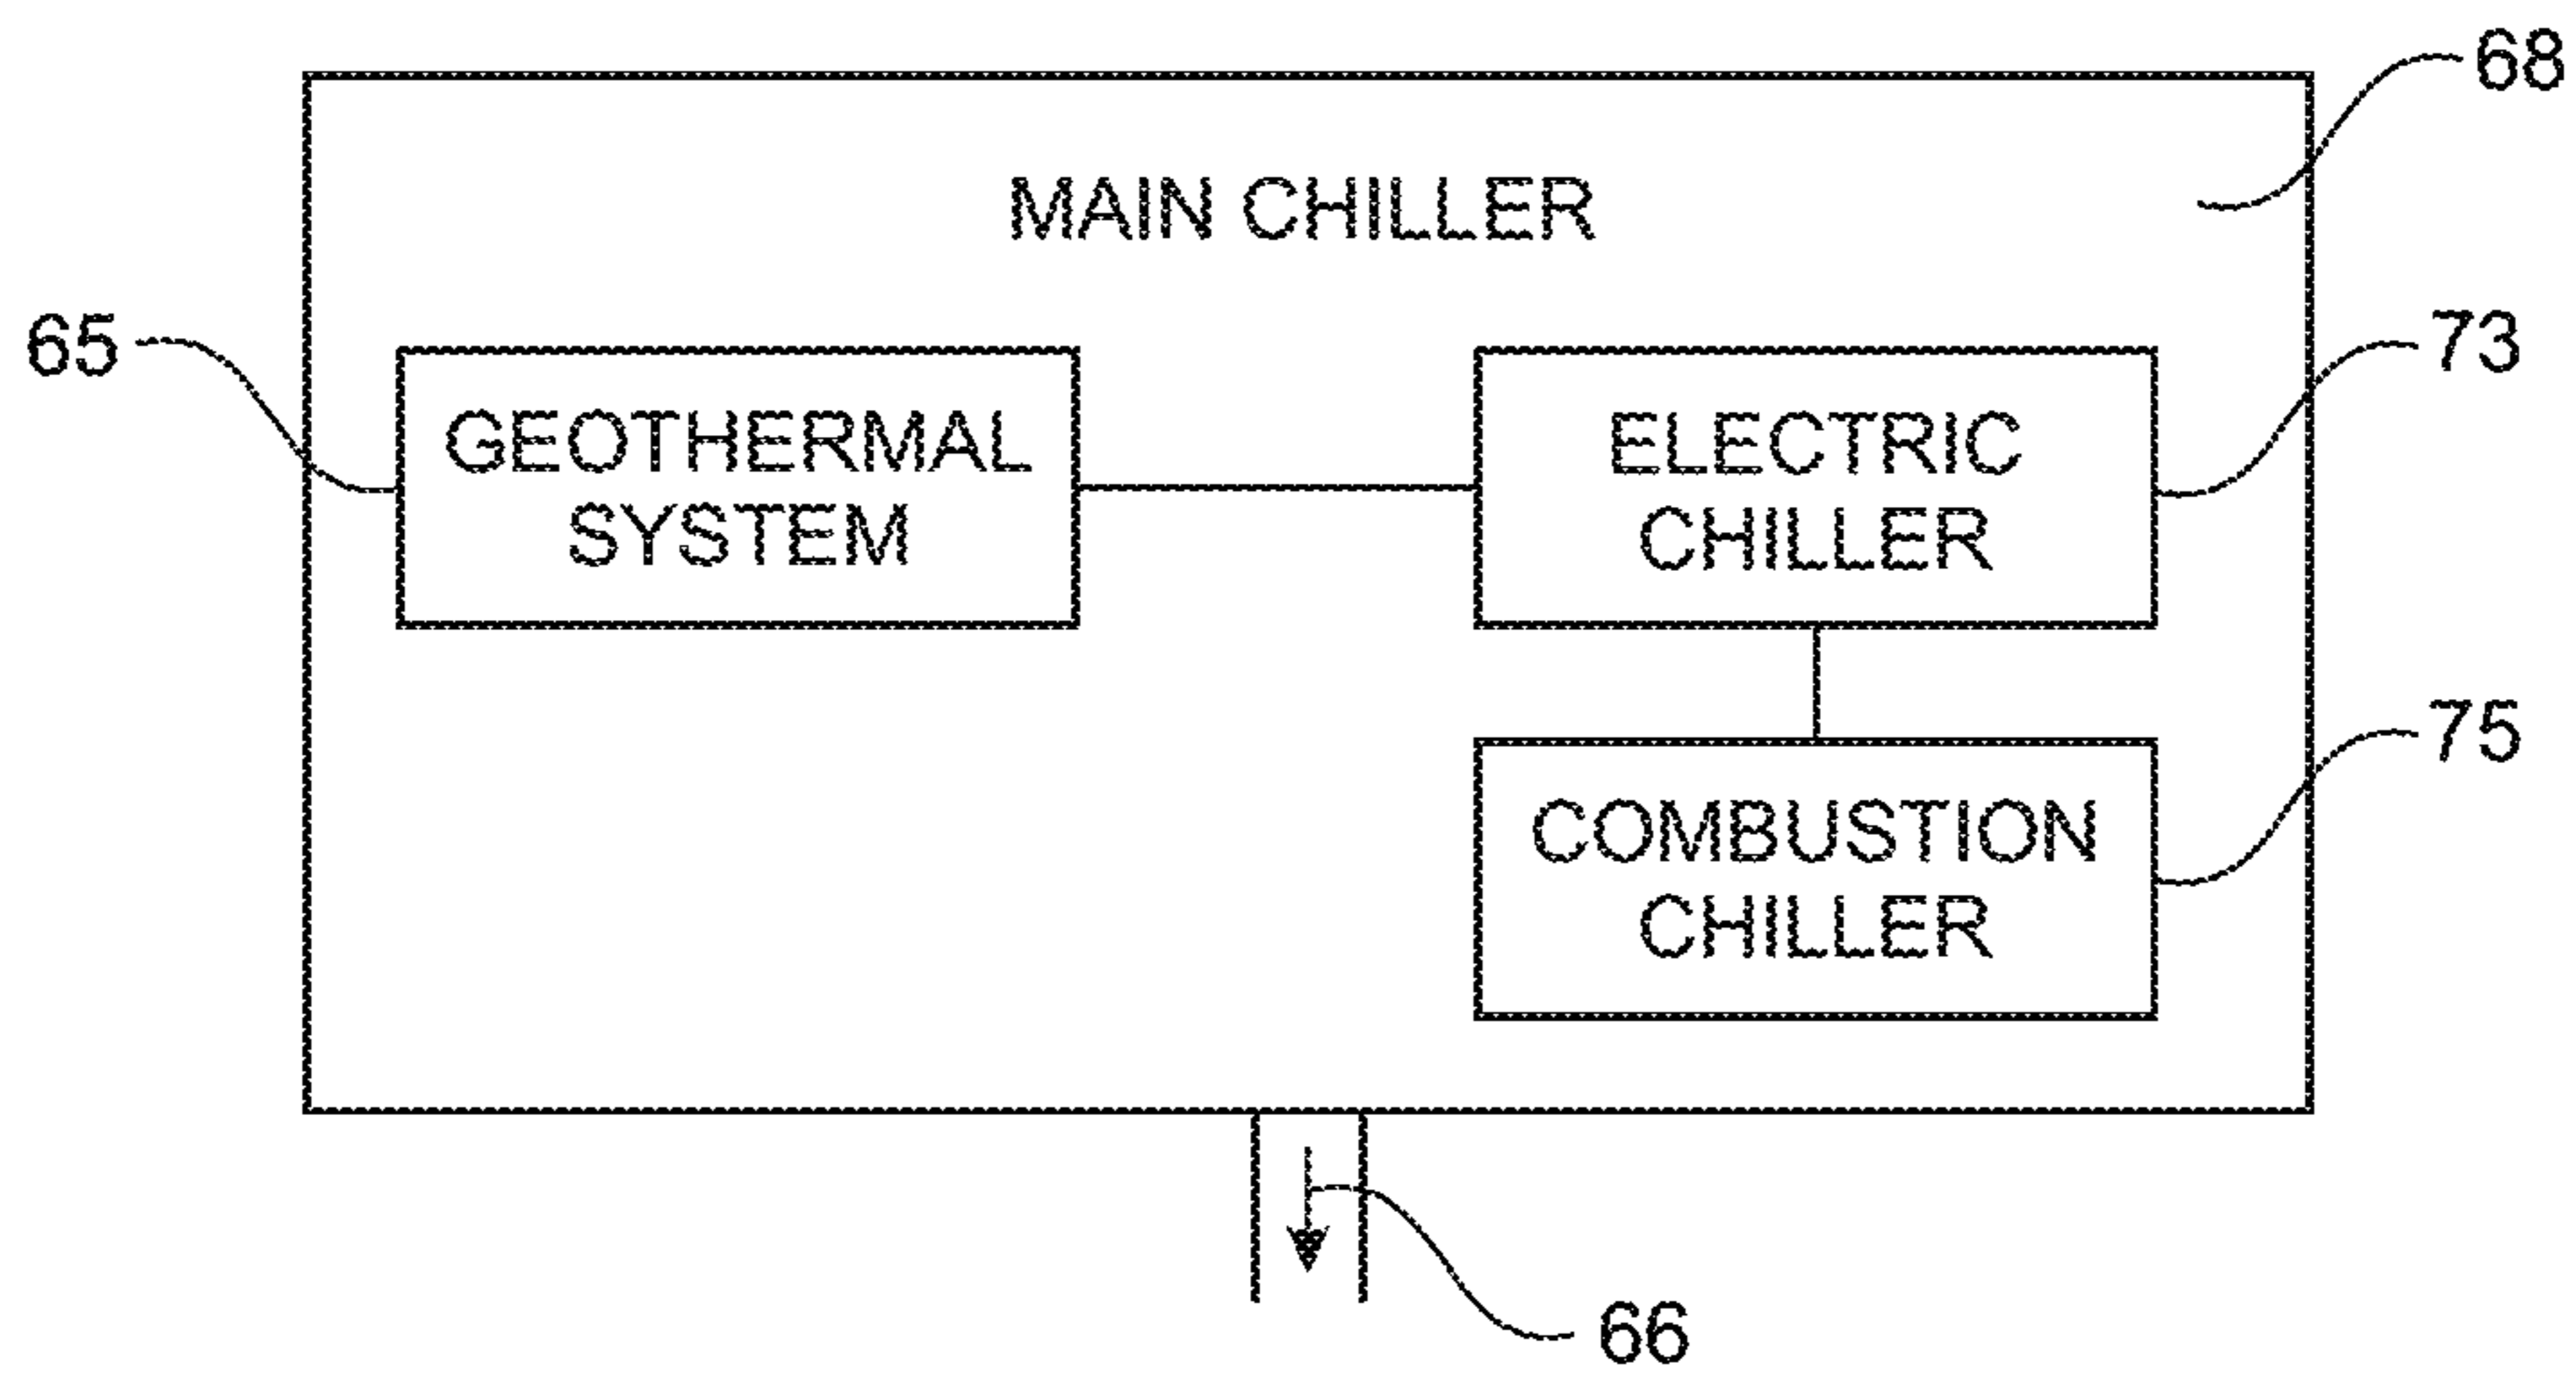 68
MAIN CHILLER
65
73
GEOTHERMAL
SYSTEM
ELECTRIC
CHILLER
75
COMBUSTION
CHILLER
66